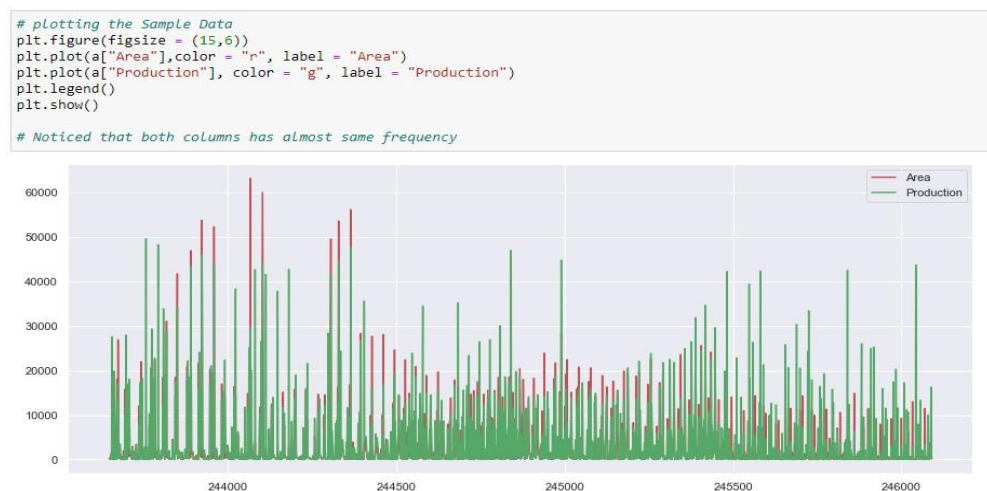 # plotting the Sample Data
plt.figure(figsize = (15,6))
plt.plot(a["Area"],color = "r", label = "Area")
plt.plot(a["Production"], color = "g", label = "Production")
plt.legend()
plt.show()
# Noticed that both columns has almost same frequency
Area
Production
60000
50000
40000
30000
20000
10000
0
244000 244500 245000 245500 246000